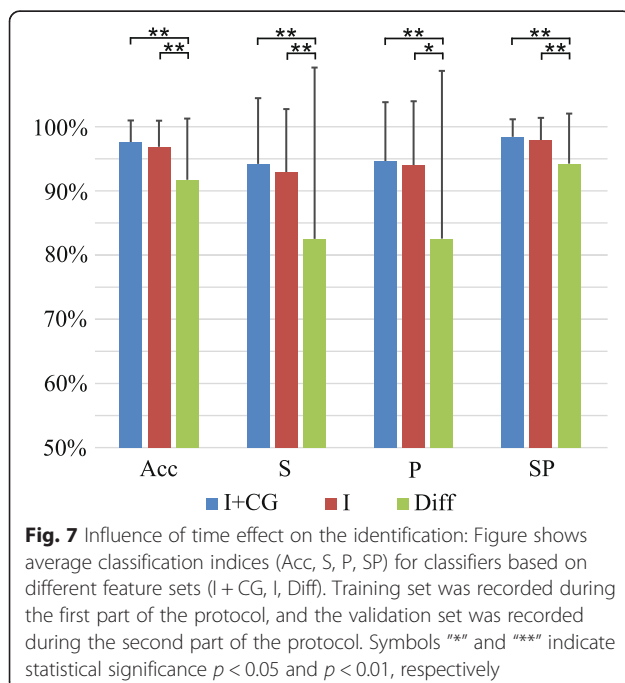 ** ** ** **
** ** * **
100%
90%
80%
70%
60%
50%
Acc S P SP
I+CG I Diff
Fig. 7 Influence of time effect on the identification: Figure shows
average classification indices (Acc, S, P, SP) for classifiers based on
different feature sets (I + CG, I, Diff). Training set was recorded during
the first part of the protocol, and the validation set was recorded
during the second part of the protocol. Symbols "*" and "**" indicate
statistical significance p < 0.05 and p < 0.01, respectively